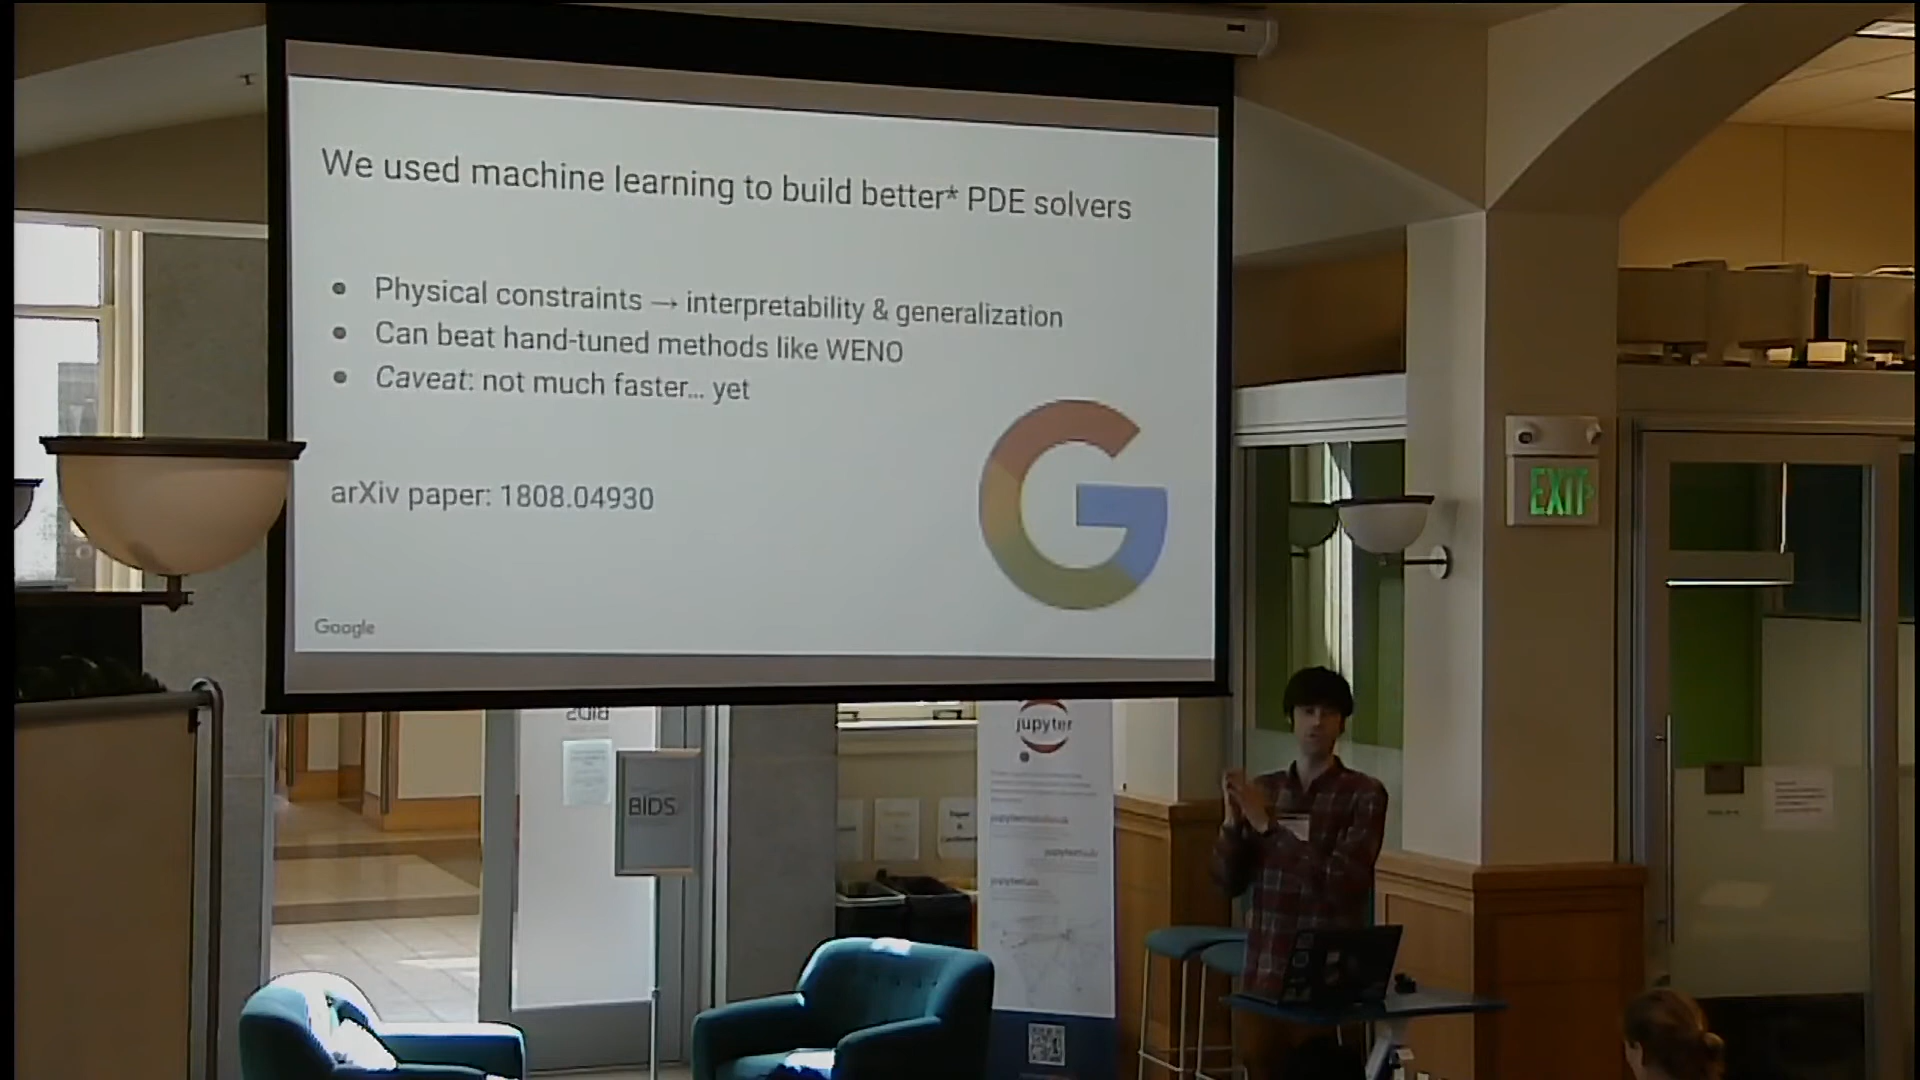 We used machine learning to build better* PDE solvers
● Physical constraints → interpretability & generalization
● Can beat hand-tuned methods like WENO
● Caveat: not much faster... yet
arXiv paper: 1808.04930
Google
EXIT
jupyter
BIDS
BIDS